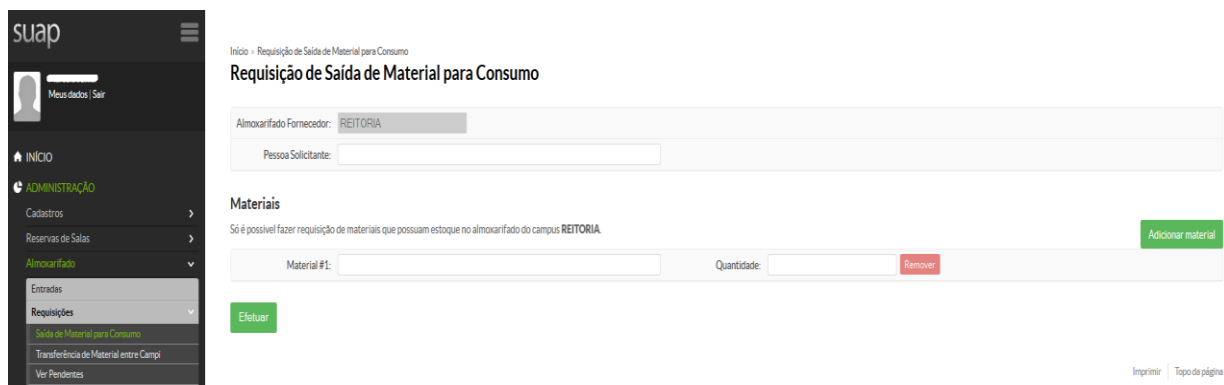 suap
Meus dados | Sair
INÍCIO
ADMINISTRAÇÃO
Cadastros
Reservas de Salas
Almoxarifado
Entradas
Requisições
Saída de Material para Consumo
Transferência de Material entre Campi
Ver Pendentes
Início » Requisição de Saída de Material para Consumo
Requisição de Saída de Material para Consumo
Almoxarifado Fornecedor: REITORIA
Pessoa Solicitante:
Materiais
Só é possivel fazer requisição de materiais que possuam estoque no almoxarifado do campus REITORIA.
Adicionar material
Material #1: Quantidade: Remover
Efetuar
Imprimir Topo da página